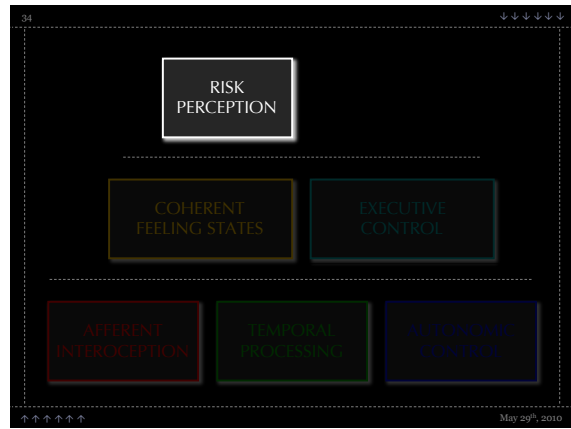 34
↓↓↓↓↓↓
RISK
PERCEPTION
COHERENT
FEELING STATES
EXECUTIVE
CONTROL
AFFERENT
INTEROCEPTION
TEMPORAL
PROCESSING
↑↑↑↑↑↑
May 29th, 2010